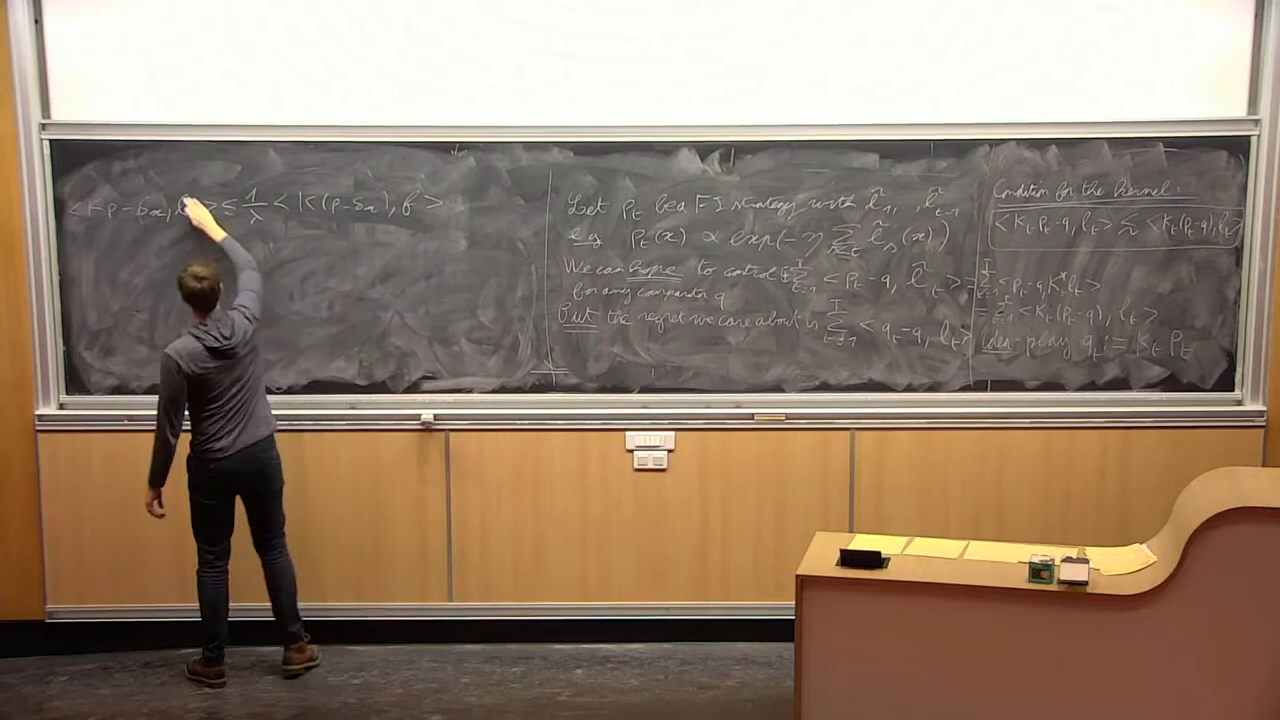 < K p - δ_x, f > ≤ 1/λ < K(p - δ_x), f >
Let p_t be a FI strategy with l̃_1, , l̃_{t-1}
eg p_t(x) ∝ exp(-η Σ_{s<t} l̃_s(x))
We can hope to control Σ_{t=1}^T < p_t - q, l̃_t > = Σ_{t=1}^T < p_t - q, K_t^* l_t >
for any comparator q
= Σ_{t=1}^T < K_t(p_t - q), l_t >
But the regret we care about is Σ_{t=1}^T < q_t - q, l_t >
idea: play q_t := K_t p_t
Condition for the kernel:
< K_t p_t - q, l_t > ≲ < K_t(p_t - q), l_t >